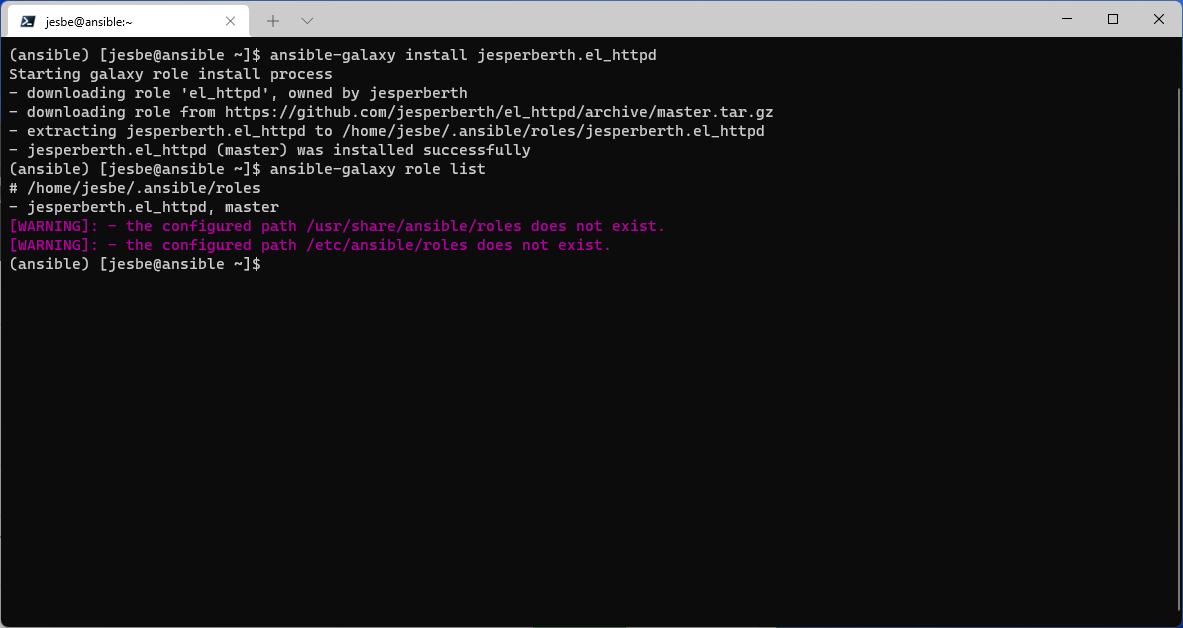 jesbe@ansible:~
(ansible) [jesbe@ansible ~]$ ansible-galaxy install jesperberth.el_httpd
Starting galaxy role install process
- downloading role 'el_httpd', owned by jesperberth
- downloading role from https://github.com/jesperberth/el_httpd/archive/master.tar.gz
- extracting jesperberth.el_httpd to /home/jesbe/.ansible/roles/jesperberth.el_httpd
- jesperberth.el_httpd (master) was installed successfully
(ansible) [jesbe@ansible ~]$ ansible-galaxy role list
# /home/jesbe/.ansible/roles
- jesperberth.el_httpd, master
[WARNING]: - the configured path /usr/share/ansible/roles does not exist.
[WARNING]: - the configured path /etc/ansible/roles does not exist.
(ansible) [jesbe@ansible ~]$